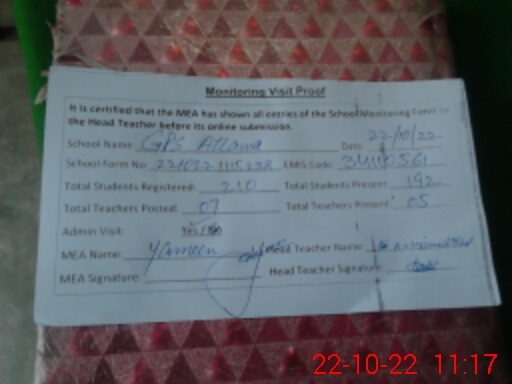 Monitoring Visit Proof
It is certified that the MEA has shown all entries of the School Monitoring Form to
the Head Teacher before its online submission.
School Name GPS Allowa Date 22/10/22
School Form No: EMIS Code: 34110561
Total Students Registered: 210 Total Students Present: 192
Total Teachers Posted: 07 Total Teachers Present: 05
Admin Visit: Yes / No
MEA Name: Yameen Head Teacher Name:
MEA Signature: Head Teacher Signature:
22-10-22 11:17